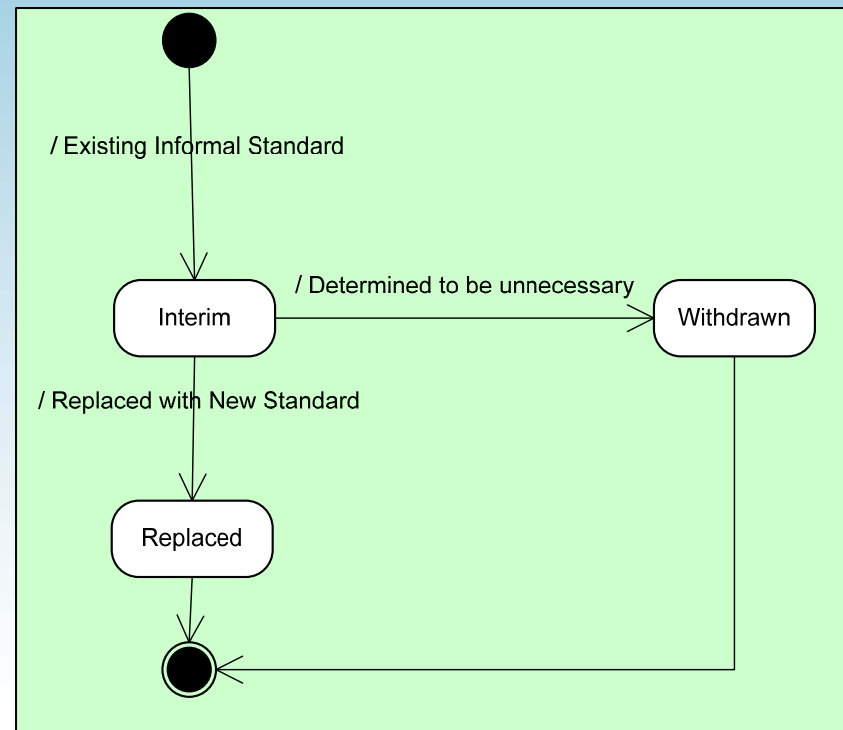 / Existing Informal Standard
/ Determined to be unnecessary
Interim
Withdrawn
/ Replaced with New Standard
Replaced